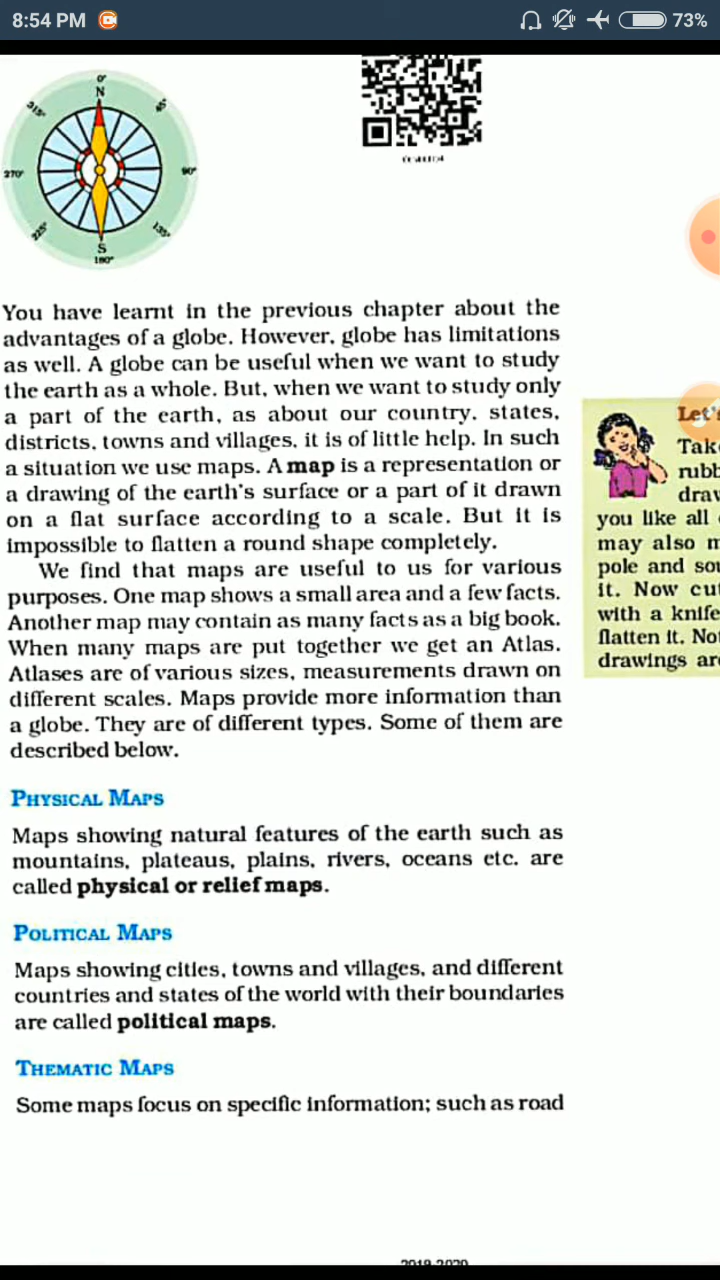 8:54 PM
73%
0°
N
45°
90°
135°
S
180°
225°
270°
315°
You have learnt in the previous chapter about the
advantages of a globe. However, globe has limitations
as well. A globe can be useful when we want to study
the earth as a whole. But, when we want to study only
a part of the earth, as about our country, states,
districts, towns and villages, it is of little help. In such
a situation we use maps. A map is a representation or
a drawing of the earth's surface or a part of it drawn
on a flat surface according to a scale. But it is
impossible to flatten a round shape completely.
We find that maps are useful to us for various
purposes. One map shows a small area and a few facts.
Another map may contain as many facts as a big book.
When many maps are put together we get an Atlas.
Atlases are of various sizes, measurements drawn on
different scales. Maps provide more information than
a globe. They are of different types. Some of them are
described below.
PHYSICAL MAPS
Maps showing natural features of the earth such as
mountains, plateaus, plains, rivers, oceans etc. are
called physical or relief maps.
POLITICAL MAPS
Maps showing cities, towns and villages, and different
countries and states of the world with their boundaries
are called political maps.
THEMATIC MAPS
Some maps focus on specific information; such as road
Let's
Take
rubb
draw
you like all
may also m
pole and sou
it. Now cut
with a knife
flatten it. Not
drawings are
2019-2020